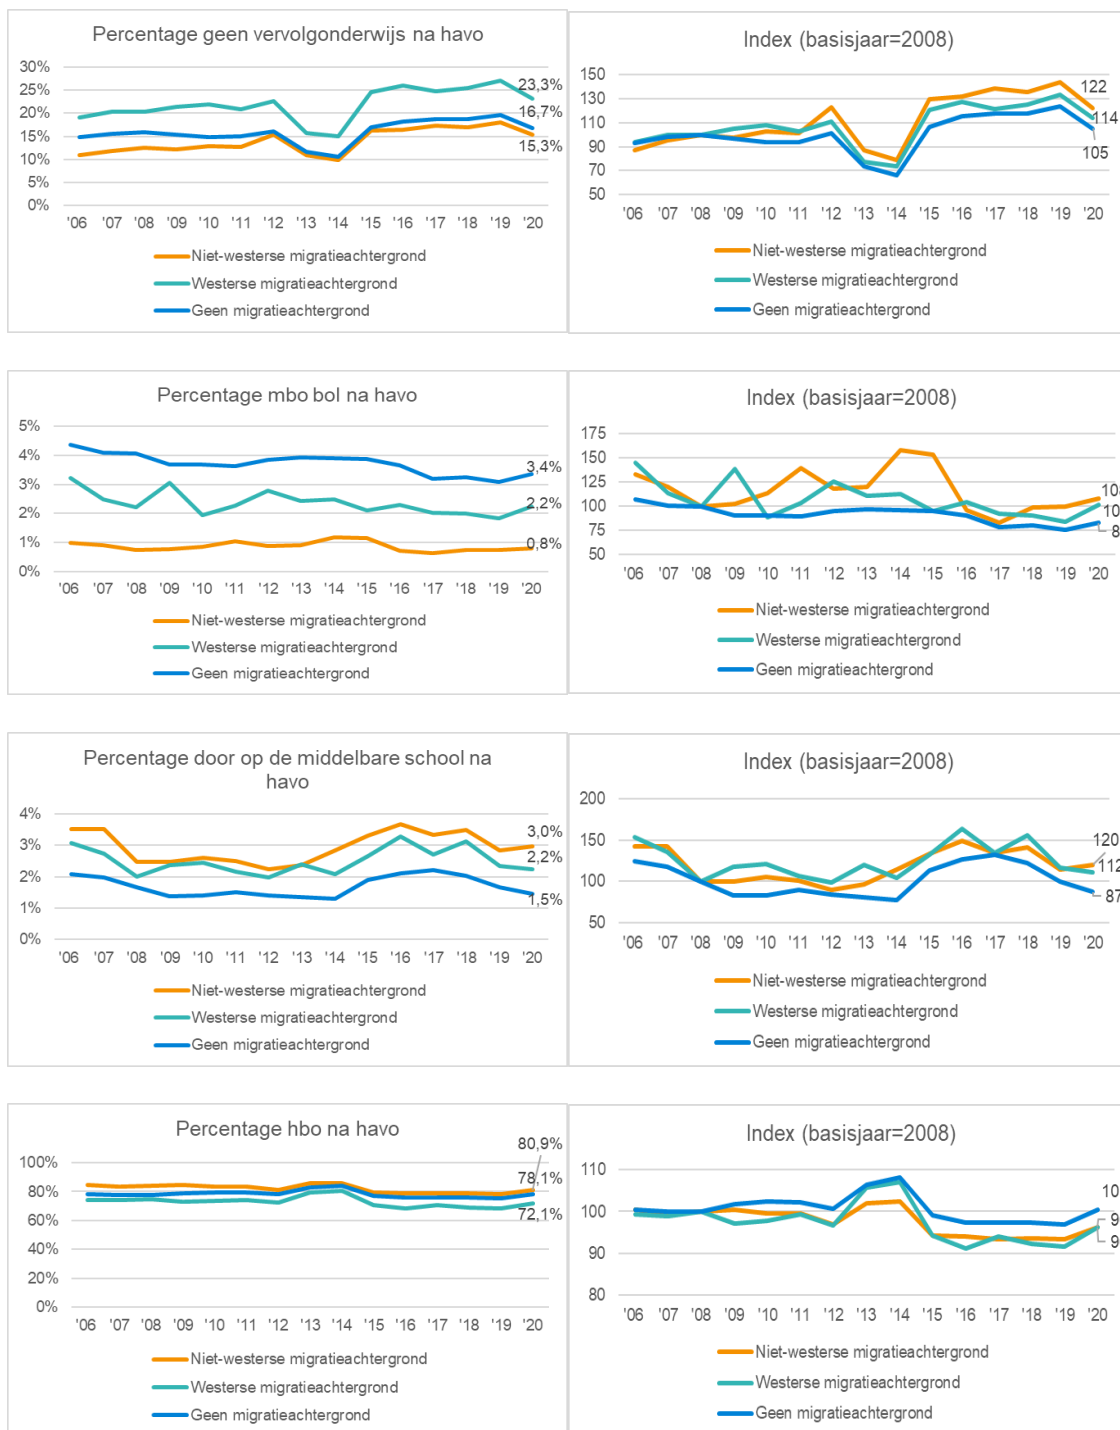 Percentage geen vervolgonderwijs na havo
30%
25%
20%
15%
10%
5%
0%
23,3%
16,7%
15,3%
'06 '07 '08 '09 '10 '11 '12 '13 '14 '15 '16 '17 '18 '19 '20
Niet-westerse migratieachtergrond
Westerse migratieachtergrond
Geen migratieachtergrond
Index (basisjaar=2008)
150
130
110
90
70
50
122
114
105
'06 '07 '08 '09 '10 '11 '12 '13 '14 '15 '16 '17 '18 '19 '20
Niet-westerse migratieachtergrond
Westerse migratieachtergrond
Geen migratieachtergrond
Percentage mbo bol na havo
5%
4%
3%
2%
1%
0%
3,4%
2,2%
0,8%
'06 '07 '08 '09 '10 '11 '12 '13 '14 '15 '16 '17 '18 '19 '20
Niet-westerse migratieachtergrond
Westerse migratieachtergrond
Geen migratieachtergrond
Index (basisjaar=2008)
175
150
125
100
75
50
10
8
'06 '07 '08 '09 '10 '11 '12 '13 '14 '15 '16 '17 '18 '19 '20
Niet-westerse migratieachtergrond
Westerse migratieachtergrond
Geen migratieachtergrond
Percentage door op de middelbare school na
havo
4%
3%
2%
1%
0%
3,0%
2,2%
1,5%
'06 '07 '08 '09 '10 '11 '12 '13 '14 '15 '16 '17 '18 '19 '20
Niet-westerse migratieachtergrond
Westerse migratieachtergrond
Geen migratieachtergrond
Index (basisjaar=2008)
200
150
100
50
120
112
87
'06 '07 '08 '09 '10 '11 '12 '13 '14 '15 '16 '17 '18 '19 '20
Niet-westerse migratieachtergrond
Westerse migratieachtergrond
Geen migratieachtergrond
Percentage hbo na havo
100%
80%
60%
40%
20%
0%
80,9%
78,1%
72,1%
'06 '07 '08 '09 '10 '11 '12 '13 '14 '15 '16 '17 '18 '19 '20
Niet-westerse migratieachtergrond
Westerse migratieachtergrond
Geen migratieachtergrond
Index (basisjaar=2008)
110
100
90
80
10
9
9
'06 '07 '08 '09 '10 '11 '12 '13 '14 '15 '16 '17 '18 '19 '20
Niet-westerse migratieachtergrond
Westerse migratieachtergrond
Geen migratieachtergrond